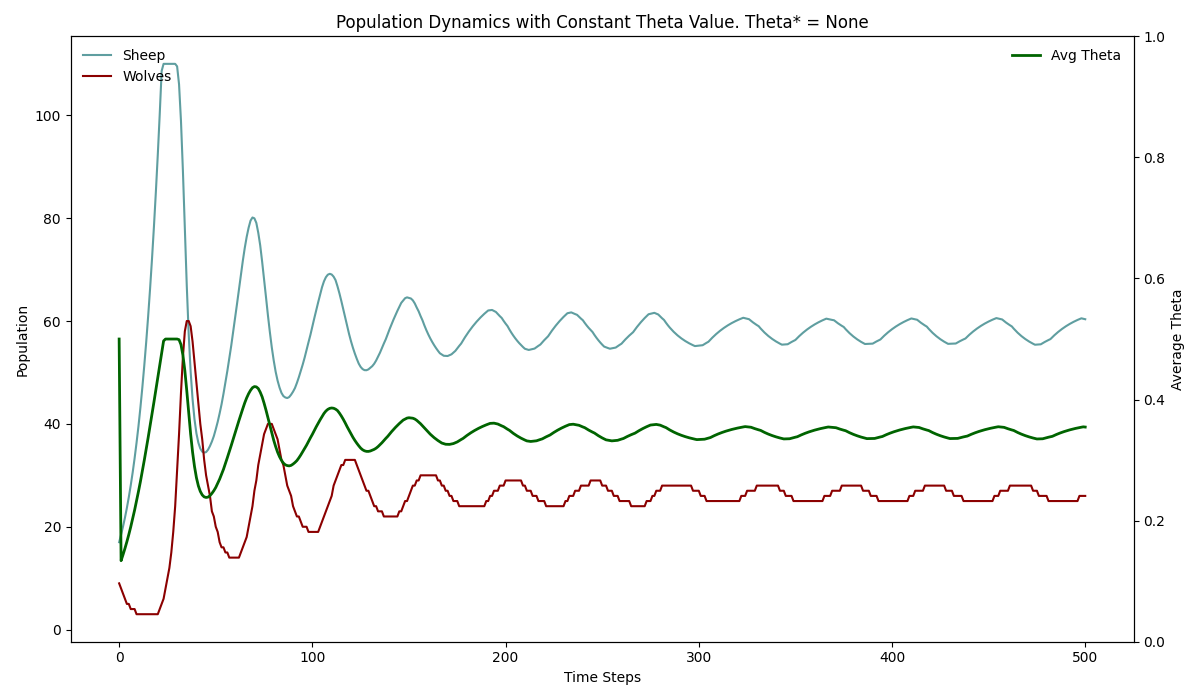 Population Dynamics with Constant Theta Value. Theta* = None
Sheep
Wolves
Avg Theta
Population
100
80
60
40
20
0
1.0
0.8
0.6
0.4
0.2
0.0
Average Theta
0 100 200 300 400 500
Time Steps